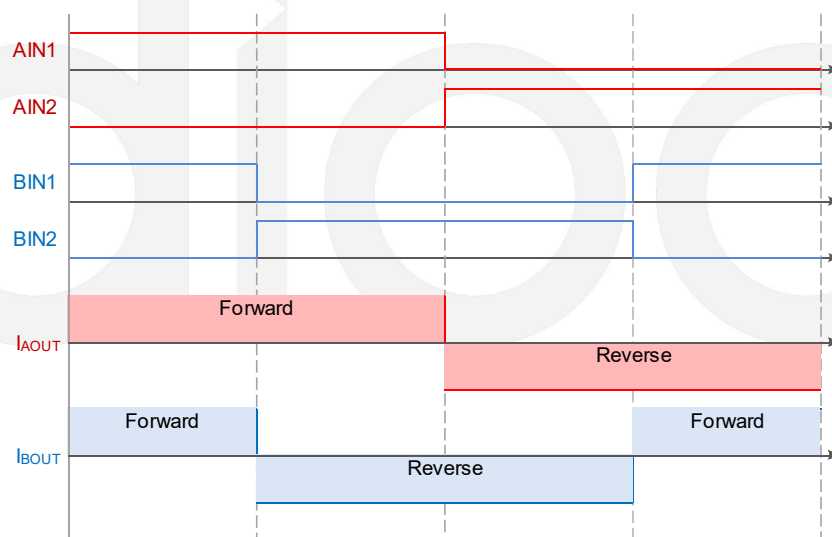 AIN1
AIN2
BIN1
BIN2
Forward
IAOUT
Reverse
Forward
Forward
IBOUT
Reverse